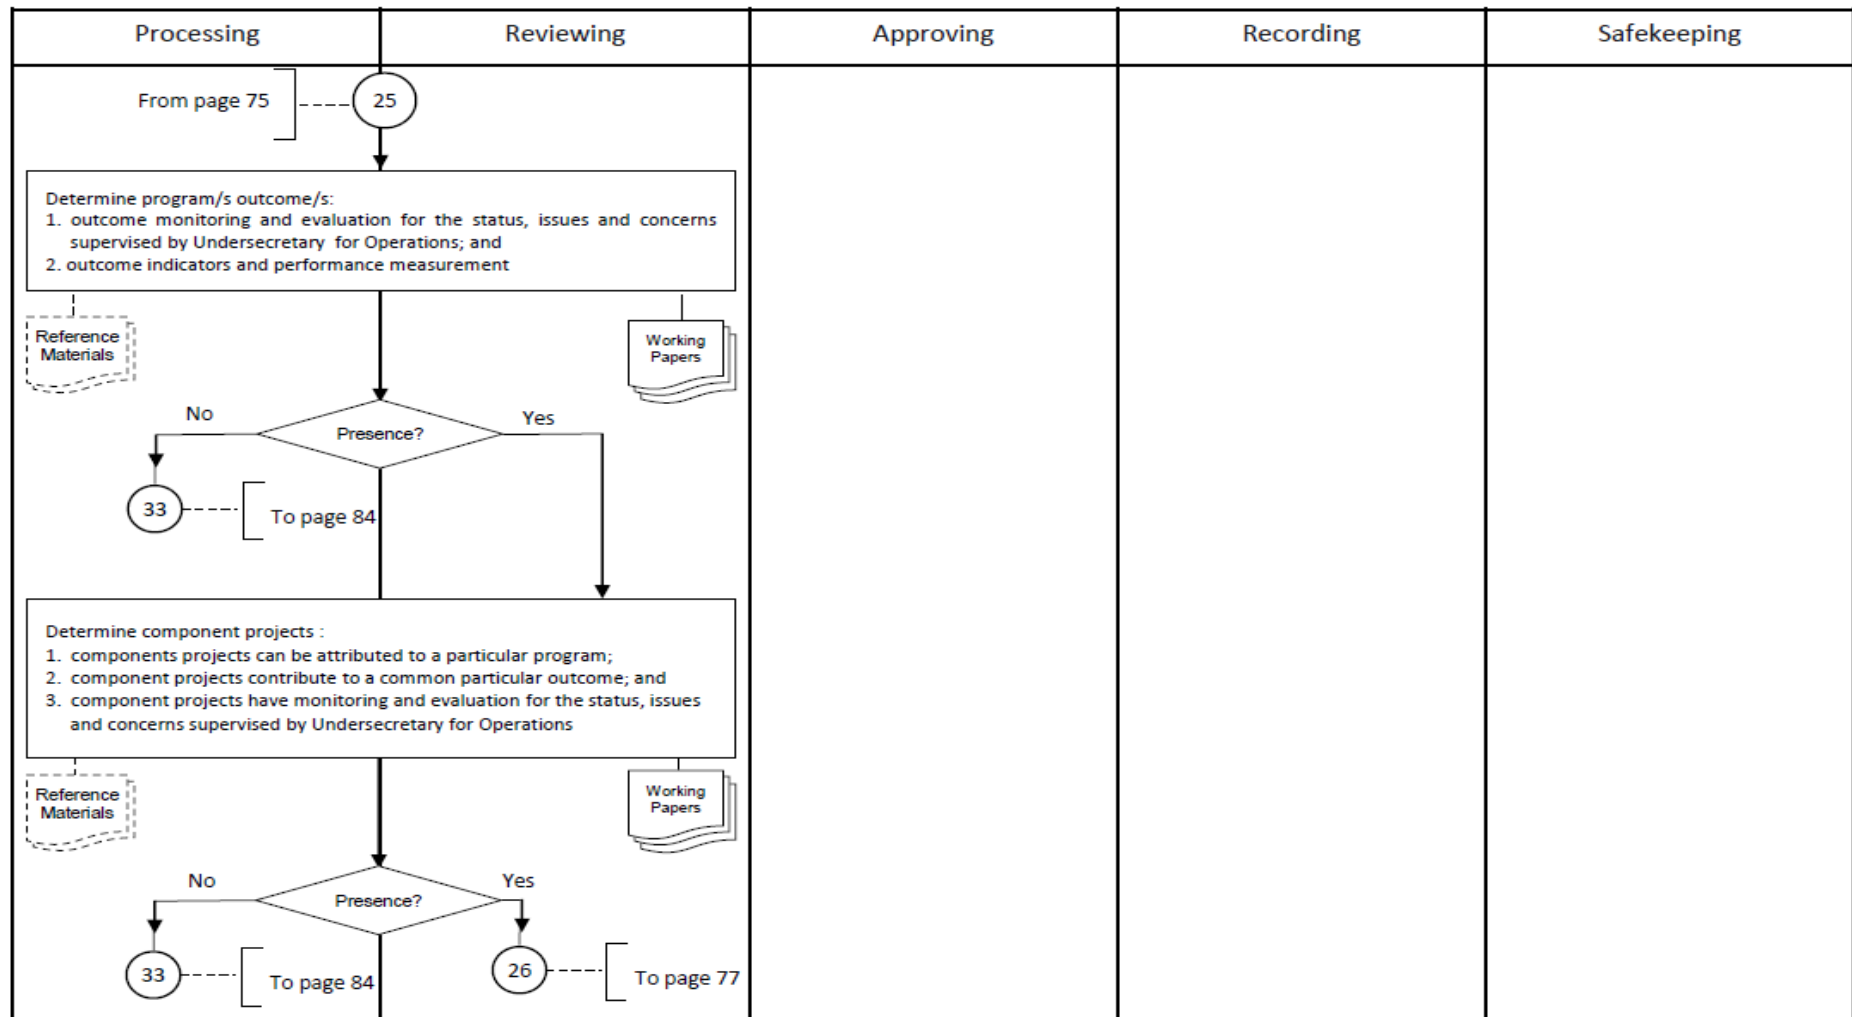 Processing
Reviewing
Approving
Recording
Safekeeping
From page 75
25
Determine program/s outcome/s:
1. outcome monitoring and evaluation for the status, issues and concerns
supervised by Undersecretary for Operations; and
2. outcome indicators and performance measurement
Reference
Materials
Working
Papers
No
Presence?
Yes
33
To page 84
Determine component projects :
1. components projects can be attributed to a particular program;
2. component projects contribute to a common particular outcome; and
3. component projects have monitoring and evaluation for the status, issues
and concerns supervised by Undersecretary for Operations
Reference
Materials
Working
Papers
No
Presence?
Yes
33
To page 84
26
To page 77